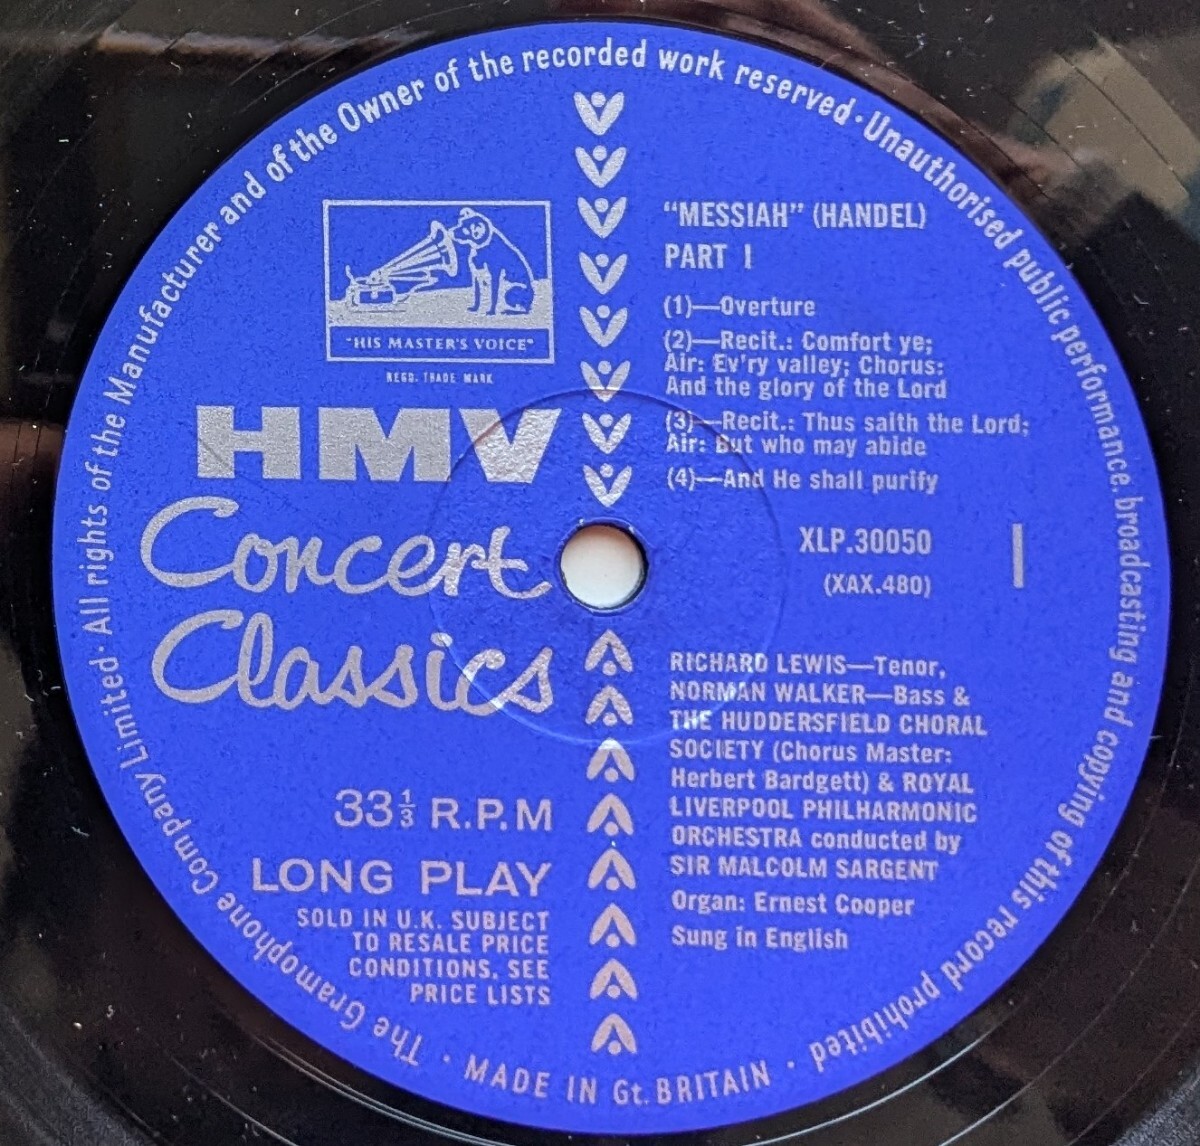 The Gramophone Company Limited · All rights of the Manufacturer and of the Owner of the recorded work reserved · Unauthorised public performance, broadcasting and copying of this record prohibited ·
"HIS MASTER'S VOICE"
REGD. TRADE MARK
HMV
Concert
Classics
33⅓ R.P.M
LONG PLAY
SOLD IN U.K. SUBJECT
TO RESALE PRICE
CONDITIONS. SEE
PRICE LISTS
"MESSIAH" (HANDEL)
PART I
(1)—Overture
(2)—Recit.: Comfort ye;
Air: Ev'ry valley; Chorus:
And the glory of the Lord
(3)—Recit.: Thus saith the Lord;
Air: But who may abide
(4)—And He shall purify
XLP.30050
(XAX.480)
1
RICHARD LEWIS—Tenor,
NORMAN WALKER—Bass &
THE HUDDERSFIELD CHORAL
SOCIETY (Chorus Master:
Herbert Bardgett) & ROYAL
LIVERPOOL PHILHARMONIC
ORCHESTRA conducted by
SIR MALCOLM SARGENT
Organ: Ernest Cooper
Sung in English
· MADE IN Gt. BRITAIN ·